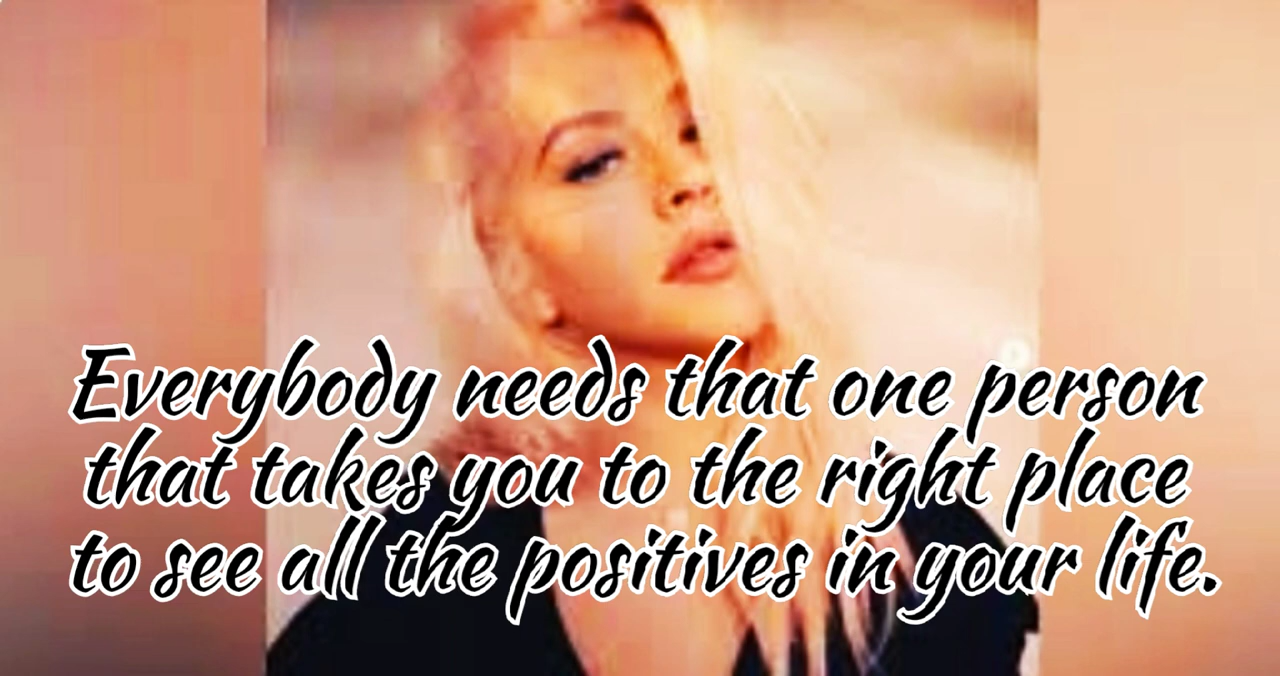 Everybody needs that one person
that takes you to the right place
to see all the positives in your life.